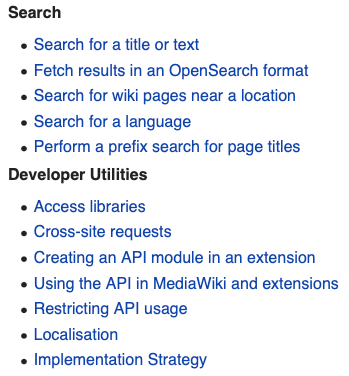 Search
Search for a title or text
Fetch results in an OpenSearch format
Search for wiki pages near a location
Search for a language
Perform a prefix search for page titles
Developer Utilities
Access libraries
Cross-site requests
Creating an API module in an extension
Using the API in MediaWiki and extensions
Restricting API usage
Localisation
Implementation Strategy